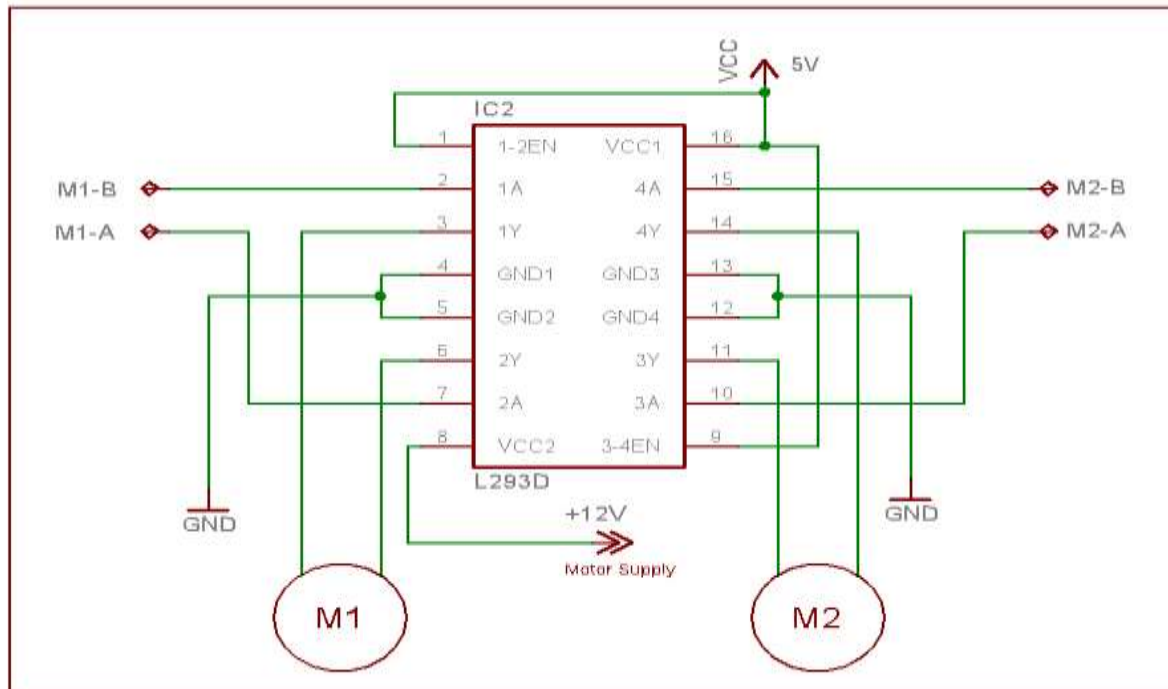 VCC
5V
IC2
1 1-2EN VCC1 16
M1-B 2 1A 4A 15 M2-B
M1-A 3 1Y 4Y 14 M2-A
4 GND1 GND3 13
5 GND2 GND4 12
6 2Y 3Y 11
7 2A 3A 10
8 VCC2 3-4EN 9
L293D
GND +12V GND
Motor Supply
M1 M2